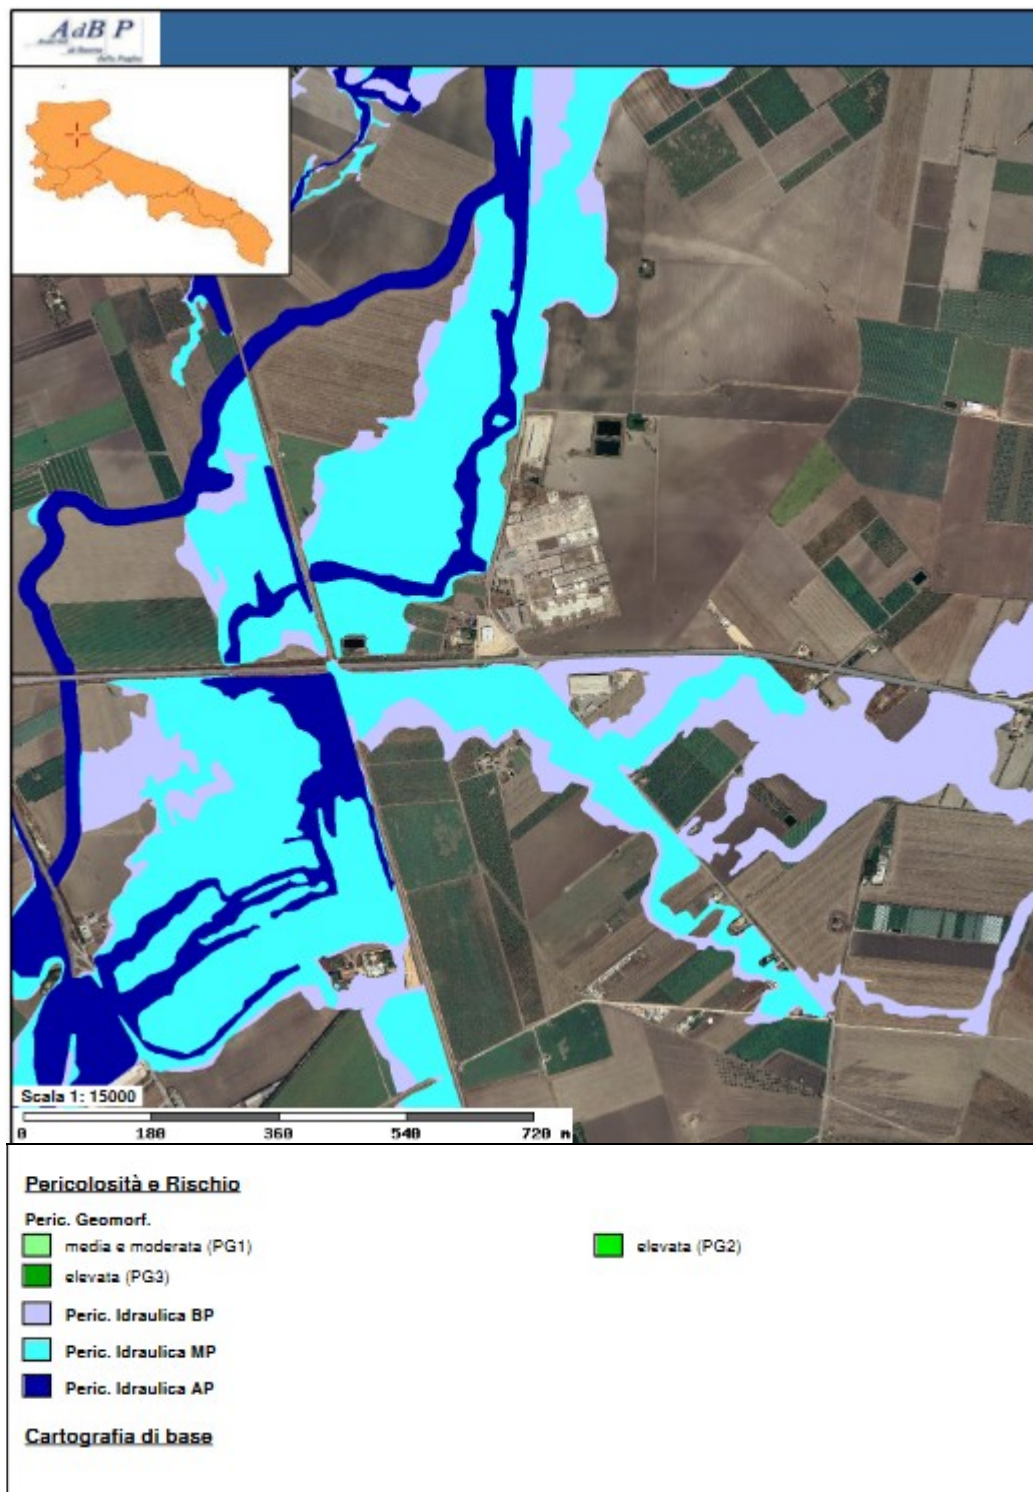 AdB P
Scala 1: 15000
0 180 360 540 720 m
Pericolosità e Rischio
Peric. Geomorf.
media e moderata (PG1)
elevata (PG2)
elevata (PG3)
Peric. Idraulica BP
Peric. Idraulica MP
Peric. Idraulica AP
Cartografia di base